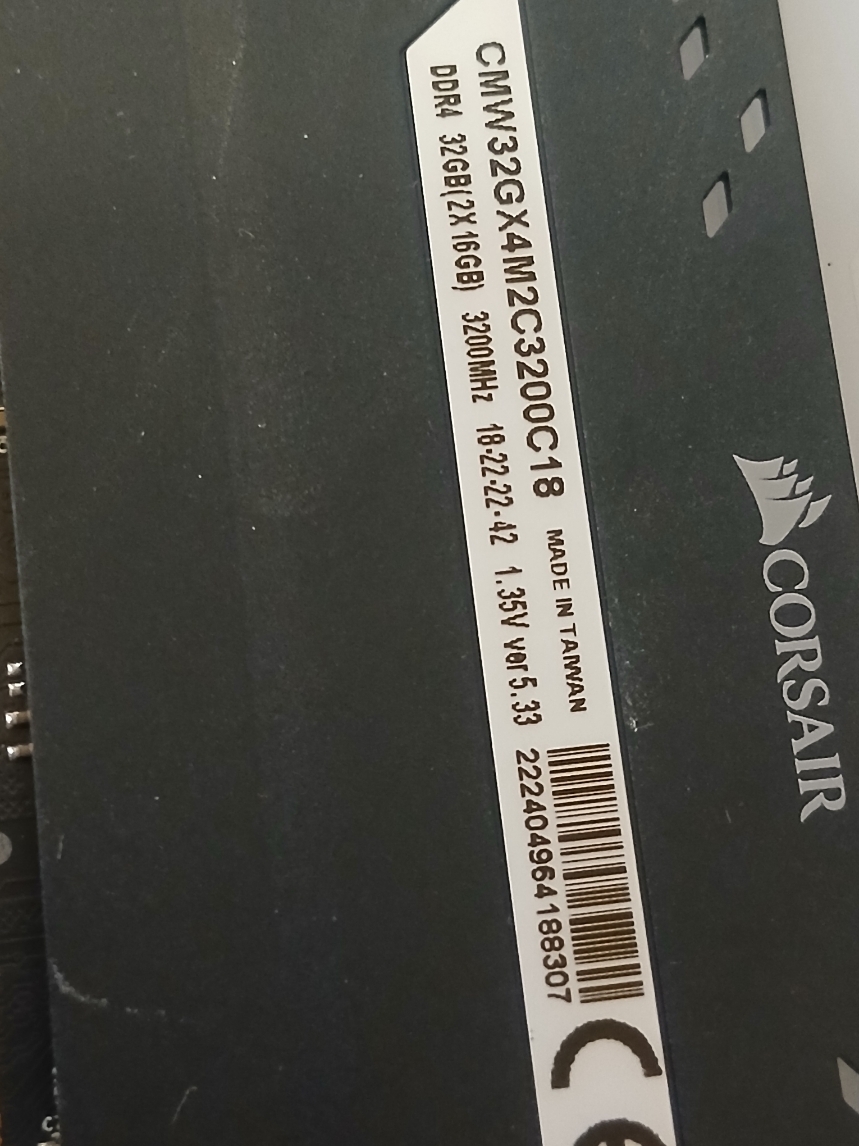 CMW32GX4M2C3200C18 MADE IN TAIWAN
DDR4 32GB(2X16GB) 3200MHz 18-22-22-42 1.35V ver5.33 222404964188307
CORSAIR